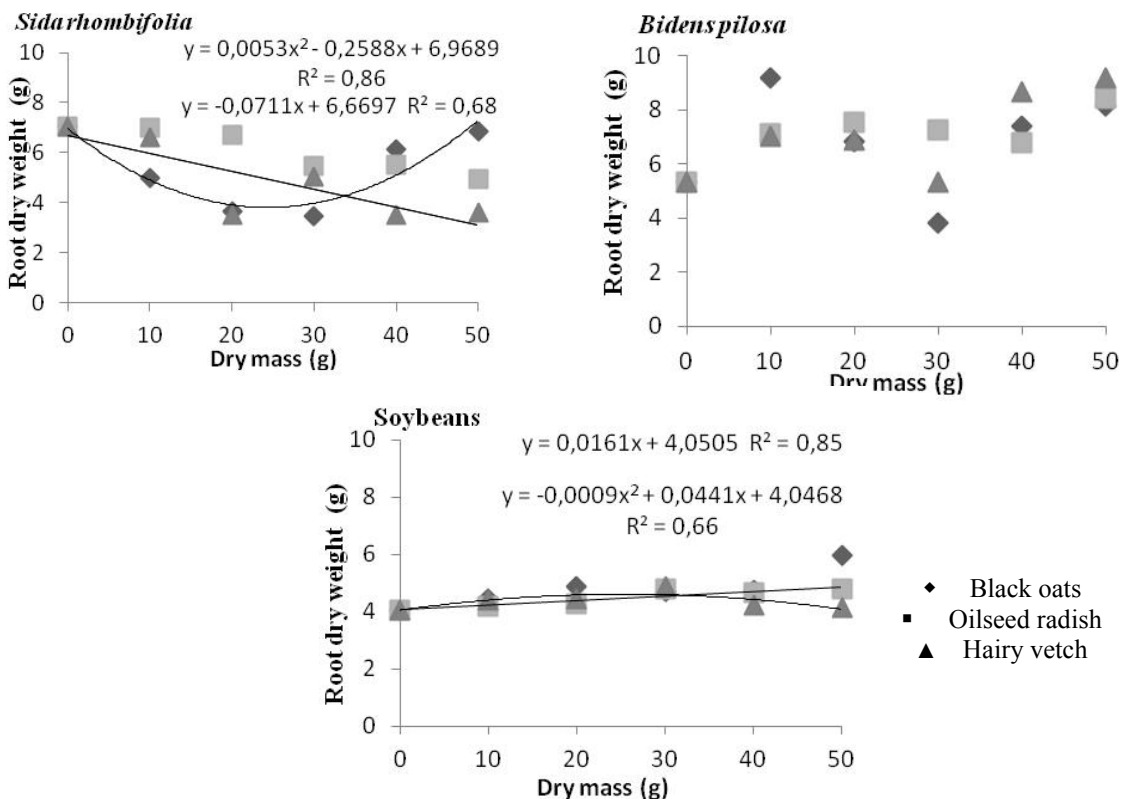 Sidarhombifolia
y = 0,0053x² - 0,2588x + 6,9689
R² = 0,86
y = -0,0711x + 6,6697 R² = 0,68
Root dry weight (g)
10
8
6
4
2
0
0 10 20 30 40 50
Dry mass (g)
Bidenspilosa
Root dry weight (g)
10
8
6
4
2
0
0 10 20 30 40 50
Dry mass (g)
Soybeans
y = 0,0161x + 4,0505 R² = 0,85
y = -0,0009x² + 0,0441x + 4,0468
R² = 0,66
Root dry weight (g)
10
8
6
4
2
0
0 10 20 30 40 50
Dry mass (g)
Black oats
Oilseed radish
Hairy vetch